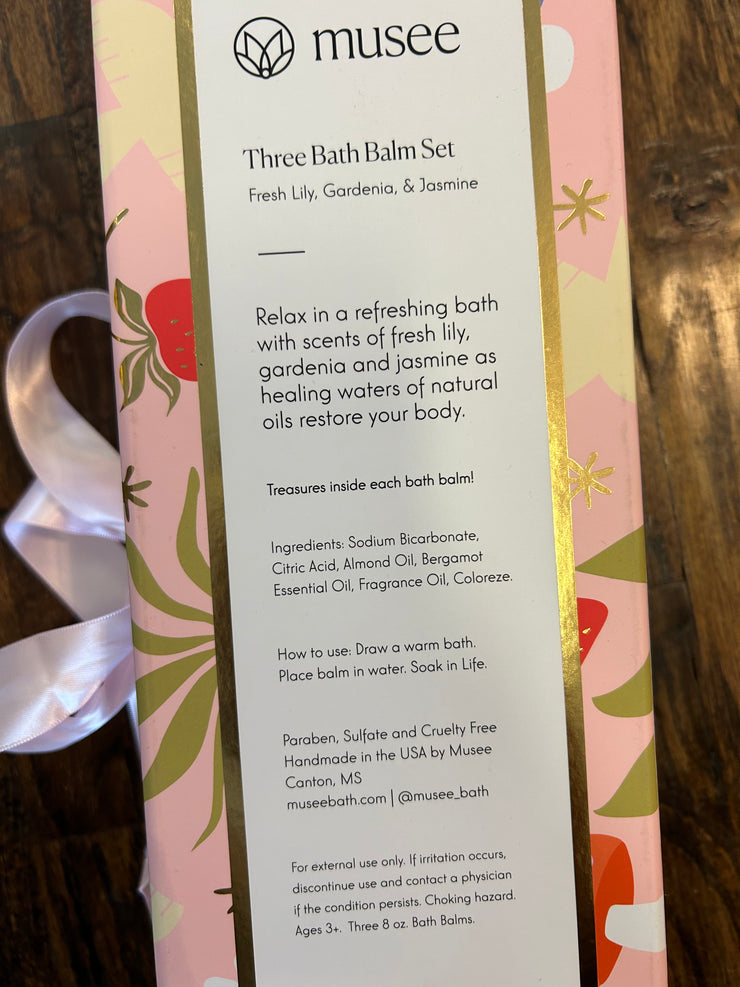 musee
Three Bath Balm Set
Fresh Lily, Gardenia, & Jasmine
Relax in a refreshing bath
with scents of fresh lily,
gardenia and jasmine as
healing waters of natural
oils restore your body.
Treasures inside each bath balm!
Ingredients: Sodium Bicarbonate,
Citric Acid, Almond Oil, Bergamot
Essential Oil, Fragrance Oil, Coloreze.
How to use: Draw a warm bath.
Place balm in water. Soak in Life.
Paraben, Sulfate and Cruelty Free
Handmade in the USA by Musee
Canton, MS
museebath.com | @musee_bath
For external use only. If irritation occurs,
discontinue use and contact a physician
if the condition persists. Choking hazard.
Ages 3+. Three 8 oz. Bath Balms.